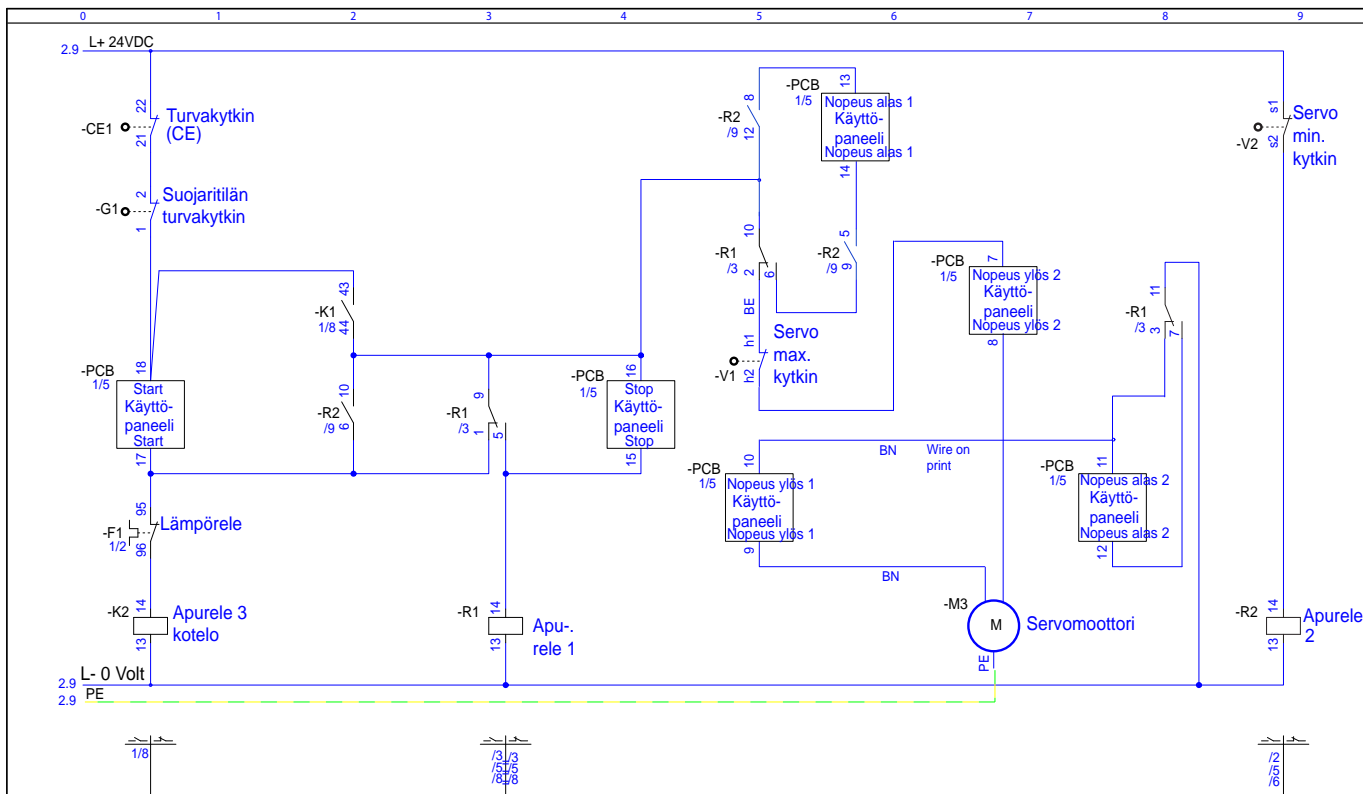 0 1 2 3 4 5 6 7 8 9
2.9 L+ 24VDC
22
-CE1
21
Turvakytkin
(CE)
2
-G1
1
Suojaritilän
turvakytkin
43
-K1
1/8
44
18
-PCB
1/5
Start
Käyttö-
paneeli
Start
17
10
-R2
/9
6
9
-R1
/3
1
5
16
-PCB
1/5
Stop
Käyttö-
paneeli
Stop
15
95
-F1
1/2
96
Lämpörele
14
-K2
13
Apurele 3
kotelo
14
-R1
13
Apu-.
rele 1
8
-R2
/9
12
13
-PCB
1/5
Nopeus alas 1
Käyttö-
paneeli
Nopeus alas 1
14
10
-R1
/3
2
6
5
-R2
/9
9
BE
h1
-V1
h2
Servo
max.
kytkin
7
-PCB
1/5
Nopeus ylös 2
Käyttö-
paneeli
Nopeus ylös 2
8
11
-R1
/3
3
7
BN
Wire on
print
10
-PCB
1/5
Nopeus ylös 1
Käyttö-
paneeli
Nopeus ylös 1
9
BN
11
-PCB
1/5
Nopeus alas 2
Käyttö-
paneeli
Nopeus alas 2
12
-M3
M
Servomoottori
PE
s1
-V2
s2
Servo
min.
kytkin
14
-R2
13
Apurele
2
L- 0 Volt
2.9
PE
2.9
1/8
/3 /3
/5 /5
/8 /8
/2
/5
/6